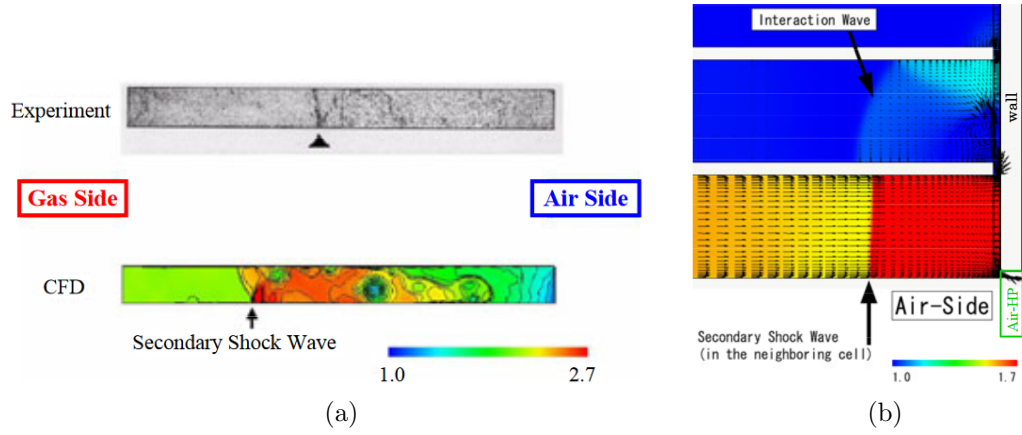 Experiment
Gas Side
Air Side
CFD
Secondary Shock Wave
1.0
2.7
(a)
Interaction Wave
wall
Air-HP
Air-Side
Secondary Shock Wave
(in the neighboring cell)
1.0
1.7
(b)